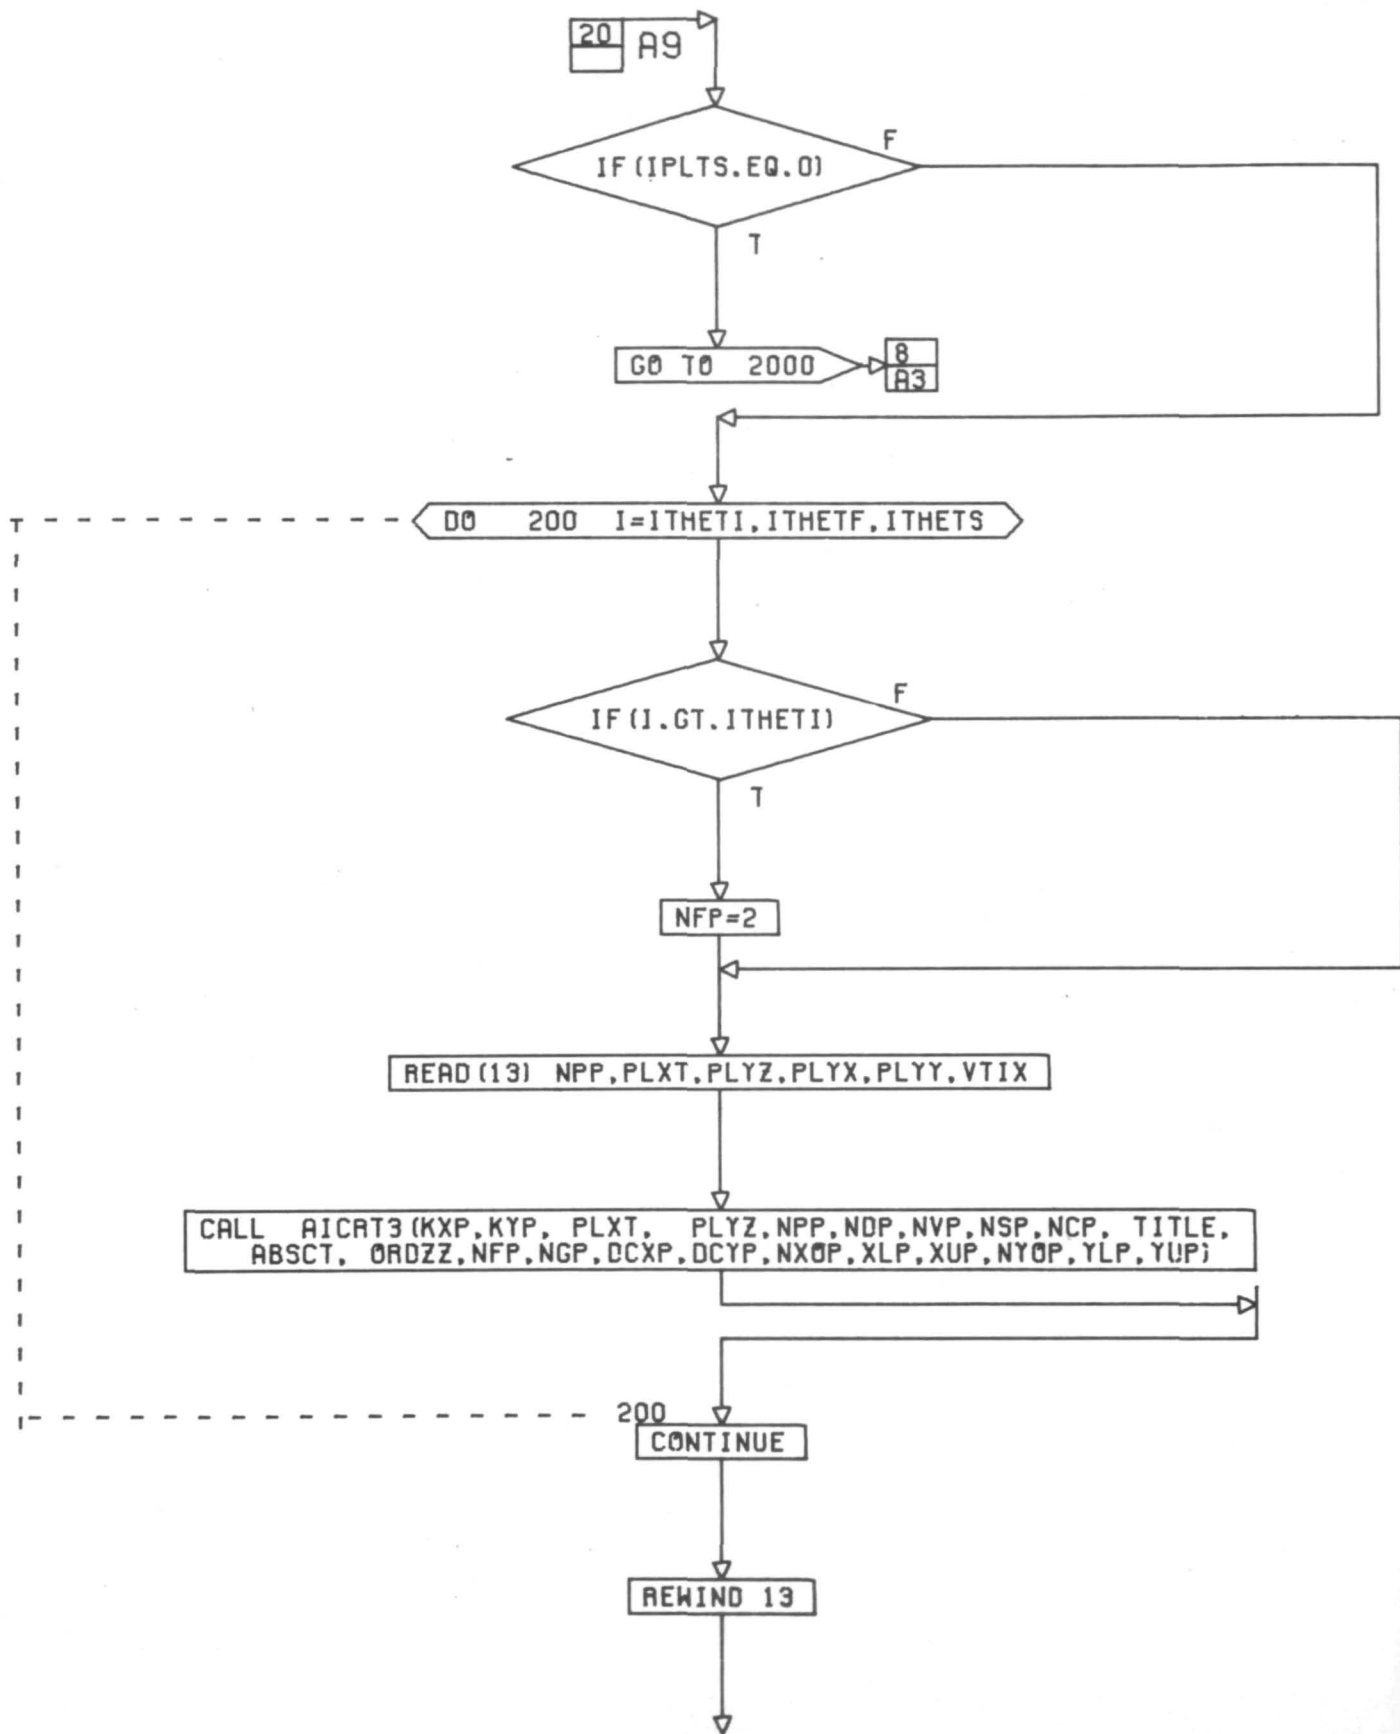 20 A9
IF(IPLTS.EQ.0)
F
T
GO TO 2000
8
A3
DO 200 I=ITHETI,ITHETF,ITHETS
F
IF(I.GT.ITHETI)
T
NFP=2
READ(13) NPP,PLXT,PLYZ,PLYX,PLYY,VTIX
CALL AICRT3(KXP,KYP, PLXT, PLYZ,NPP,NDP,NVP,NSP,NCP, TITLE,
ABSCT, ORDZZ,NFP,NGP,DCXP,DCYP,NXOP,XLP,XUP,NYOP,YLP,YUP)
200
CONTINUE
REWIND 13